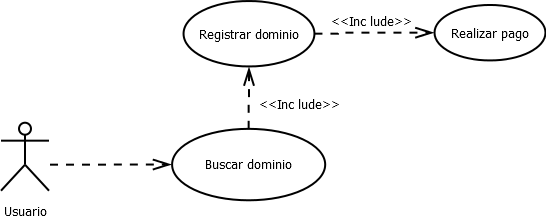 Registrar dominio
<<Inc lude>>
Realizar pago
<<Inc lude>>
Buscar dominio
Usuario